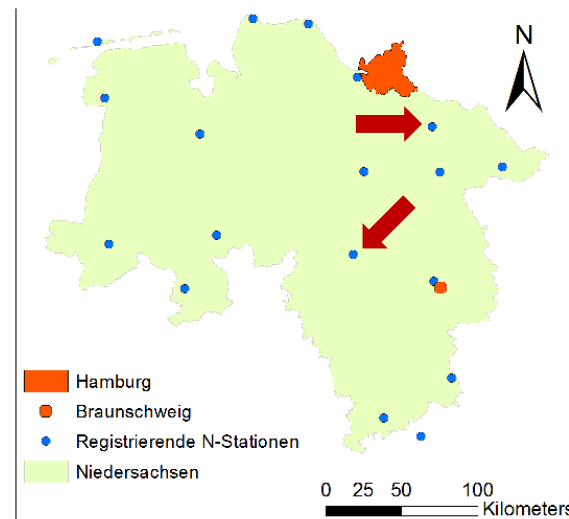 N
Hamburg
Braunschweig
Registrierende N-Stationen
Niedersachsen
0 25 50 100
Kilometers